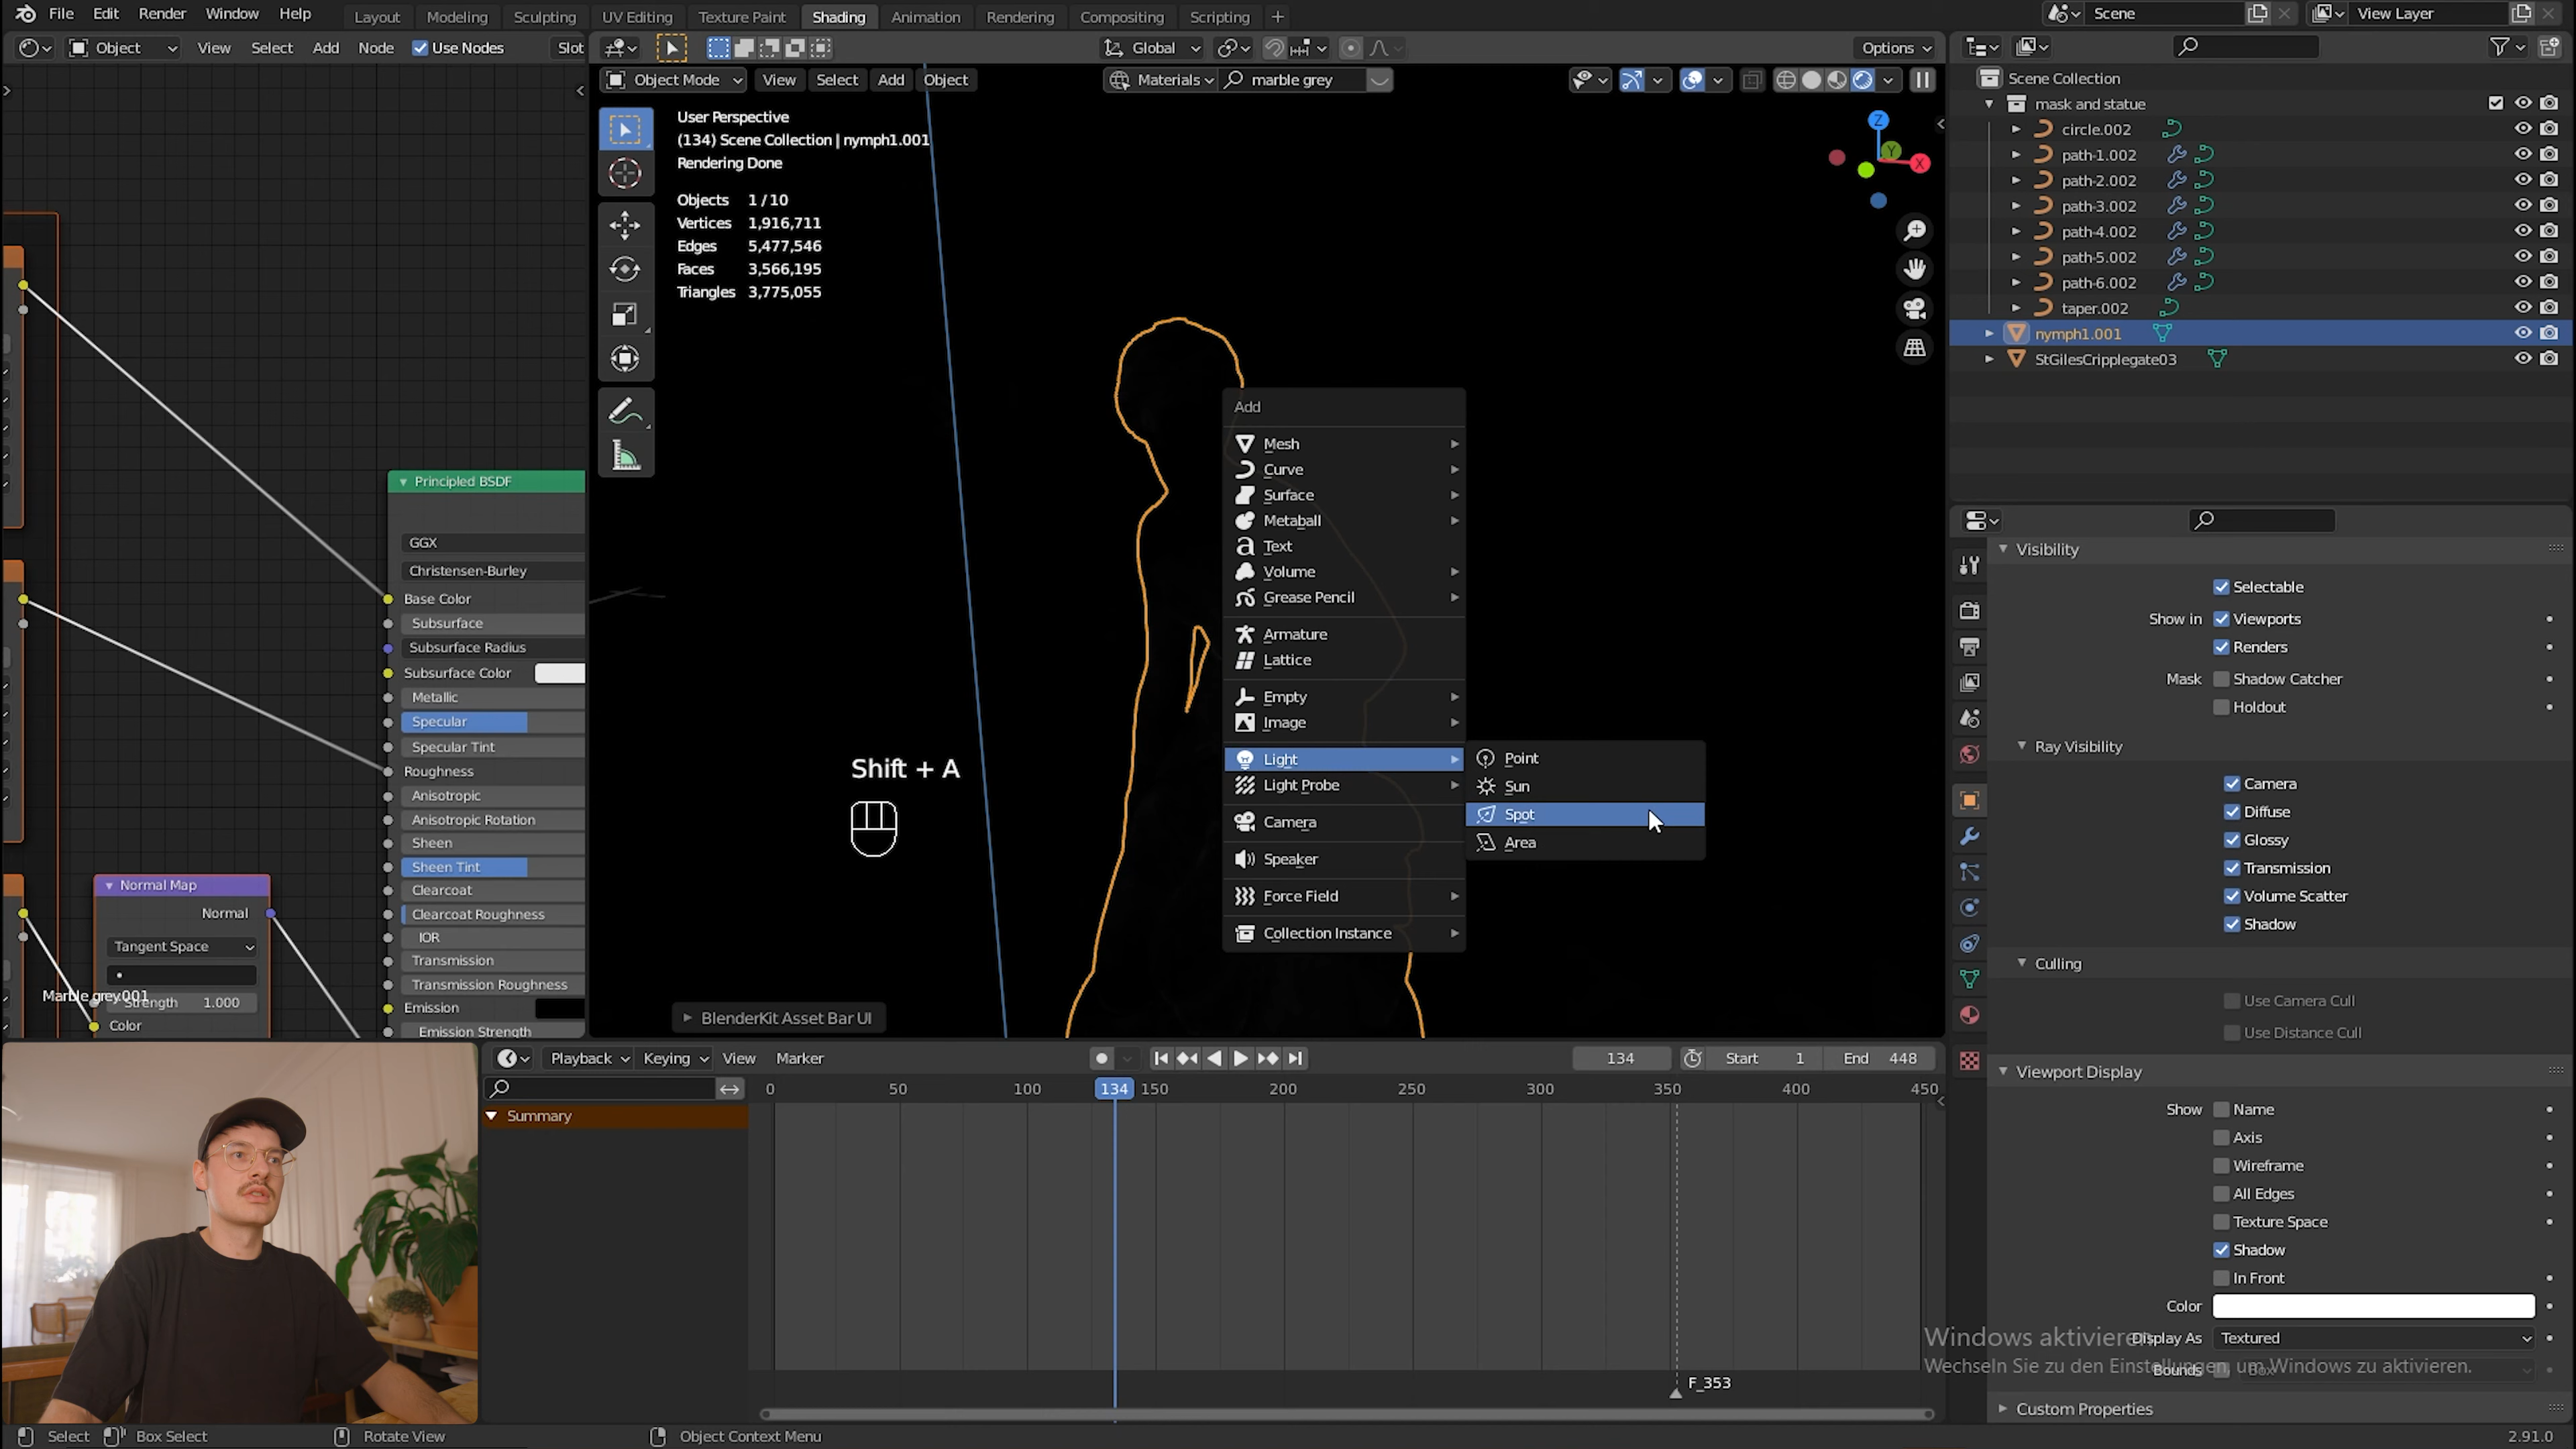 File Edit Render Window Help
Layout Modeling Sculpting UV Editing Texture Paint Shading Animation Rendering Compositing Scripting +
Scene
View Layer
Object View Select Add Node Use Nodes Slot
Global
Options
Object Mode View Select Add Object
Materials marble grey
User Perspective
(134) Scene Collection | nymph1.001
Rendering Done
Objects 1 / 10
Vertices 1,916,711
Edges 5,477,546
Faces 3,566,195
Triangles 3,775,055
Z
Y
X
Scene Collection
mask and statue
circle.002
path-1.002
path-2.002
path-3.002
path-4.002
path-5.002
path-6.002
taper.002
nymph1.001
StGilesCripplegate03
Principled BSDF
GGX
Christensen-Burley
Base Color
Subsurface
Subsurface Radius
Subsurface Color
Metallic
Specular
Specular Tint
Roughness
Anisotropic
Anisotropic Rotation
Sheen
Sheen Tint
Clearcoat
Clearcoat Roughness
IOR
Transmission
Transmission Roughness
Emission
Emission Strength
Normal Map
Normal
Tangent Space
Strength 1.000
Color
Marble grey.001
Add
Mesh
Curve
Surface
Metaball
Text
Volume
Grease Pencil
Armature
Lattice
Empty
Image
Light
Light Probe
Camera
Speaker
Force Field
Collection Instance
Point
Sun
Spot
Area
Shift + A
BlenderKit Asset Bar UI
Visibility
Selectable
Show in Viewports
Renders
Mask Shadow Catcher
Holdout
Ray Visibility
Camera
Diffuse
Glossy
Transmission
Volume Scatter
Shadow
Culling
Use Camera Cull
Use Distance Cull
Viewport Display
Show Name
Axis
Wireframe
All Edges
Texture Space
Shadow
In Front
Color
Display As Textured
Bounds Box
Custom Properties
Windows aktivieren
Wechseln Sie zu den Einstellungen, um Windows zu aktivieren.
Playback Keying View Marker
134 Start 1 End 448
0 50 100 134 150 200 250 300 350 400 450
Summary
F_353
Select Box Select Rotate View Object Context Menu
2.91.0